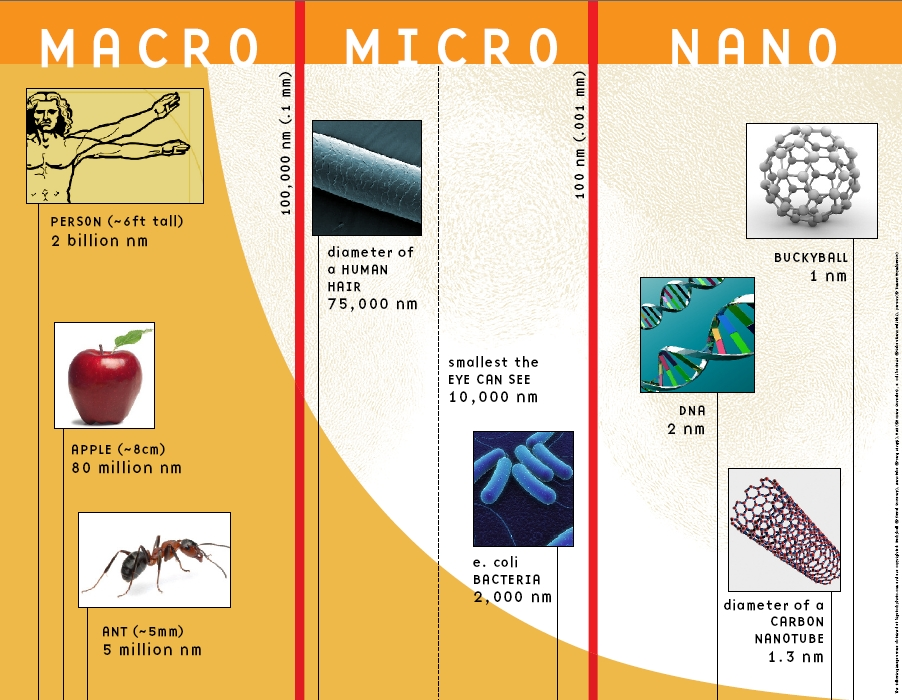 MACRO
MICRO
NANO
100,000 nm (.1 mm)
100 nm (.001 mm)
PERSON (~6ft tall)
2 billion nm
APPLE (~8cm)
80 million nm
ANT (~5mm)
5 million nm
diameter of
a HUMAN
HAIR
75,000 nm
smallest the
EYE CAN SEE
10,000 nm
e. coli
BACTERIA
2,000 nm
BUCKYBALL
1 nm
DNA
2 nm
diameter of a
CARBON
NANOTUBE
1.3 nm